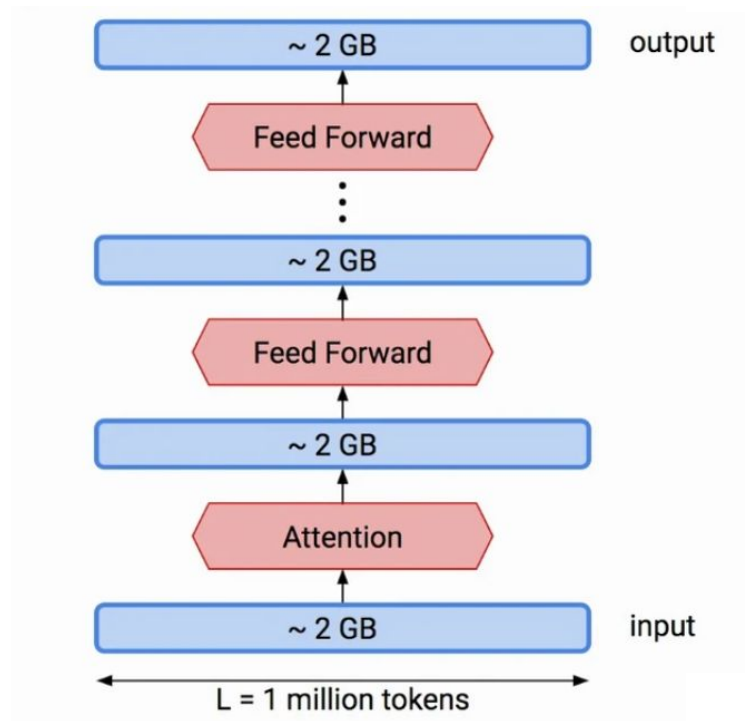 ~ 2 GB output
Feed Forward
~ 2 GB
Feed Forward
~ 2 GB
Attention
~ 2 GB input
L = 1 million tokens